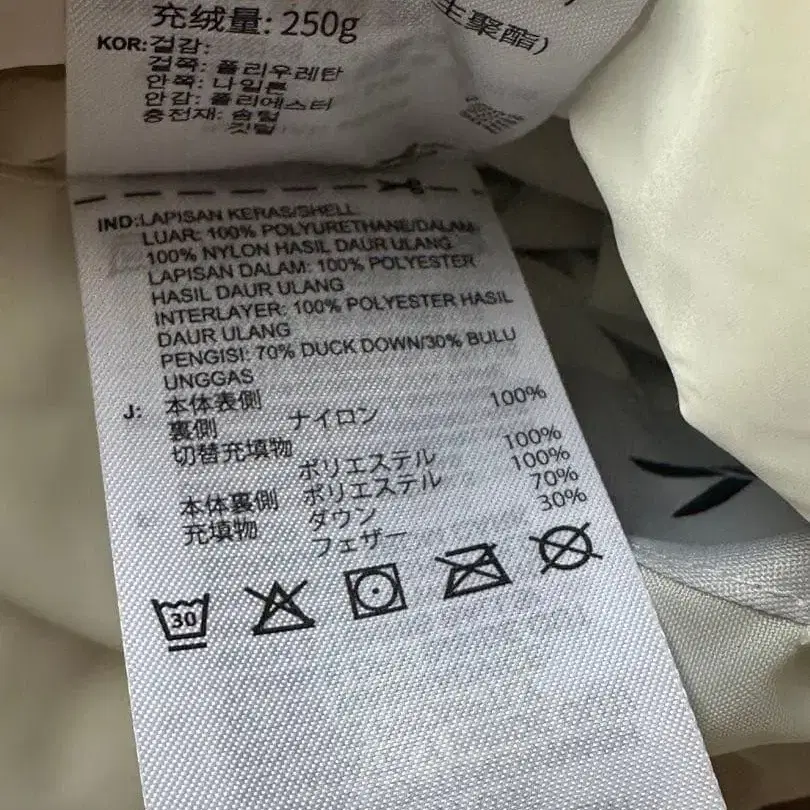 充绒量: 250g
主聚酯)
KOR: 겉감:
겉쪽: 폴리우레탄
안쪽: 나일론
안감: 폴리에스터
충전재: 솜털
깃털
IND: LAPISAN KERAS/SHELL
LUAR: 100% POLYURETHANE/DALAM:
100% NYLON HASIL DAUR ULANG
LAPISAN DALAM: 100% POLYESTER
HASIL DAUR ULANG
INTERLAYER: 100% POLYESTER HASIL
DAUR ULANG
PENGISI: 70% DUCK DOWN/30% BULU
UNGGAS
J: 本体表側
裏側 ナイロン 100%
切替充填物
ポリエステル 100%
本体裏側 ポリエステル 100%
充填物 ダウン 70%
フェザー 30%
30